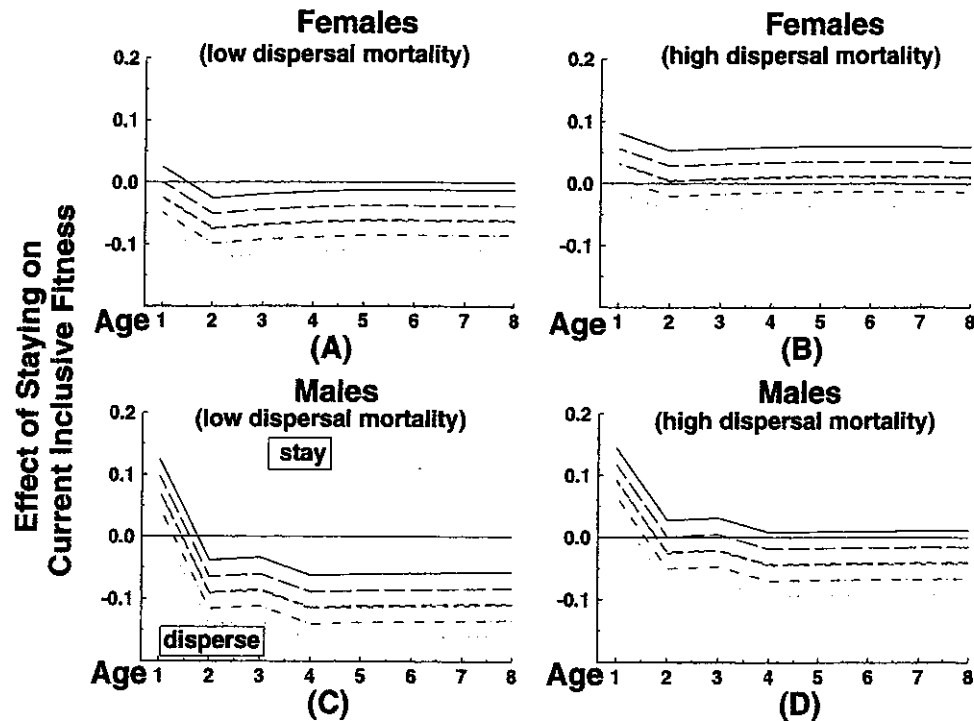 Effect of Staying on
Current Inclusive Fitness
Females
(low dispersal mortality)
0.2
0.1
0.0
-0.1
Age 1 2 3 4 5 6 7 8
(A)
Females
(high dispersal mortality)
0.2
0.1
0.0
-0.1
Age 1 2 3 4 5 6 7 8
(B)
Males
(low dispersal mortality)
0.2
0.1
0.0
-0.1
stay
disperse
Age 1 2 3 4 5 6 7 8
(C)
Males
(high dispersal mortality)
0.2
0.1
0.0
-0.1
Age 1 2 3 4 5 6 7 8
(D)